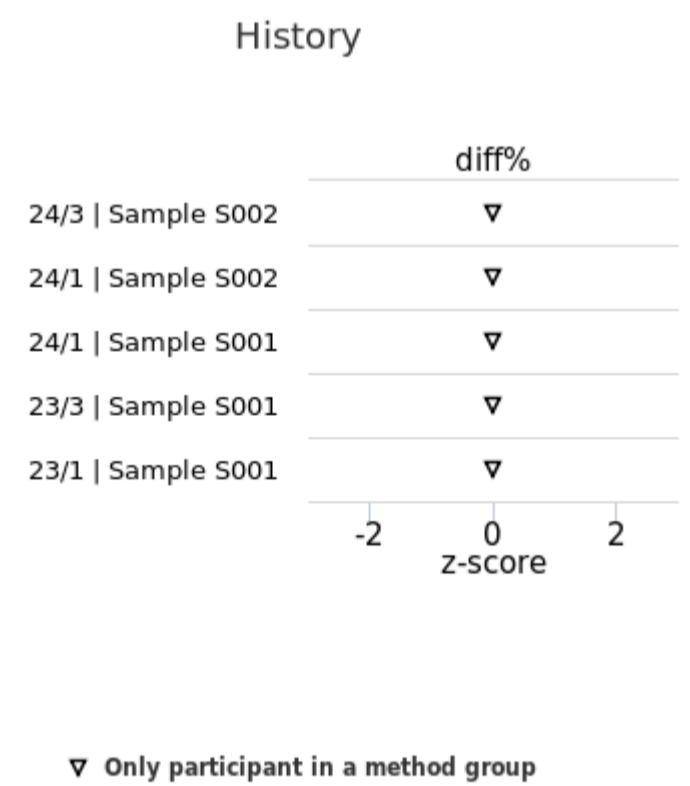 History
diff%
24/3 | Sample S002
24/1 | Sample S002
24/1 | Sample S001
23/3 | Sample S001
23/1 | Sample S001
-2 0 2
z-score
Only participant in a method group